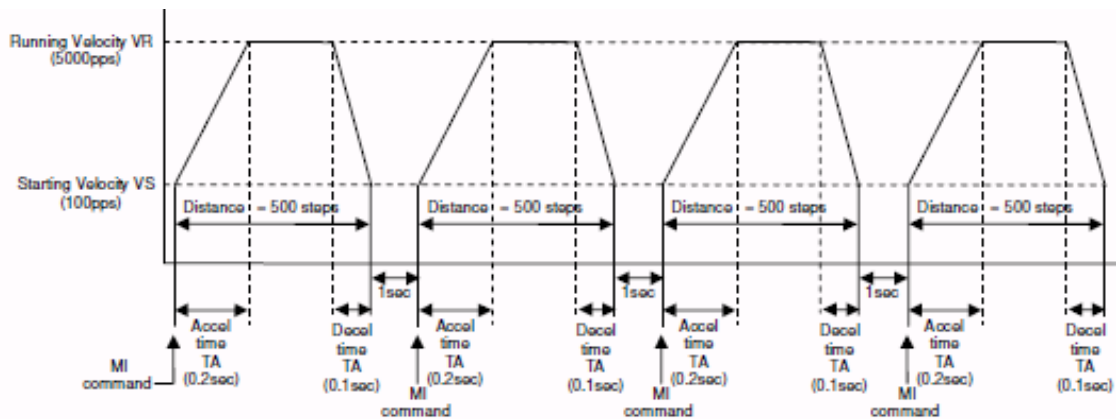 Running Velocity VR
(5000pps)
Starting Velocity VS
(100pps)
Distance = 500 steps
Distance = 500 steps
Distance = 500 steps
Distance = 500 steps
1sec
1sec
1sec
Accel
time
TA
(0.2sec)
Decel
time
TA
(0.1sec)
Accel
time
TA
(0.2sec)
Decel
time
TA
(0.1sec)
Accel
time
TA
(0.2sec)
Decel
time
TA
(0.1sec)
Accel
time
TA
(0.2sec)
Decel
time
TA
(0.1sec)
MI
command
MI
command
MI
command
MI
command